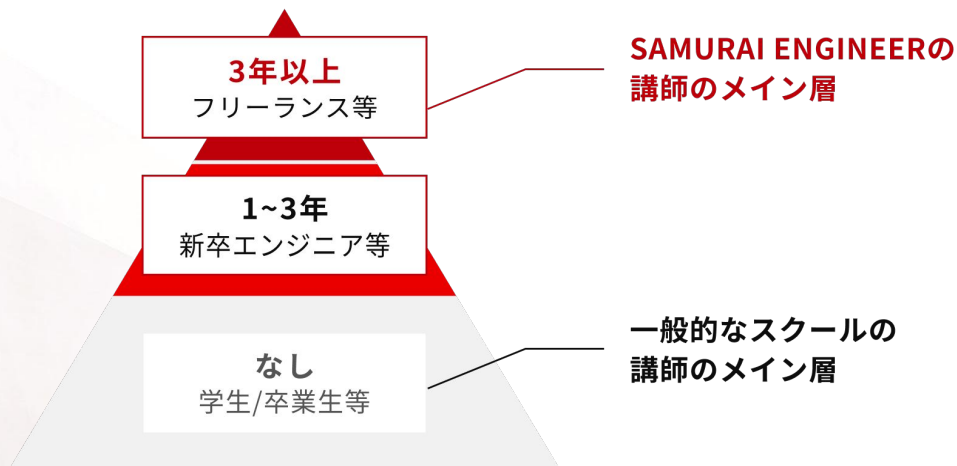 3年以上
フリーランス等
SAMURAI ENGINEERの
講師のメイン層
1~3年
新卒エンジニア等
なし
学生/卒業生等
一般的なスクールの
講師のメイン層